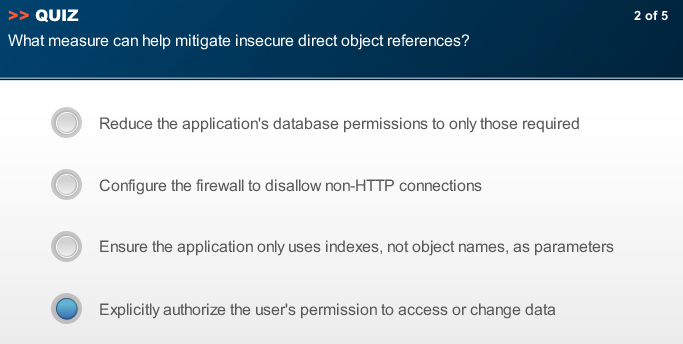 >> QUIZ
2 of 5
What measure can help mitigate insecure direct object references?
Reduce the application's database permissions to only those required
Configure the firewall to disallow non-HTTP connections
Ensure the application only uses indexes, not object names, as parameters
Explicitly authorize the user's permission to access or change data